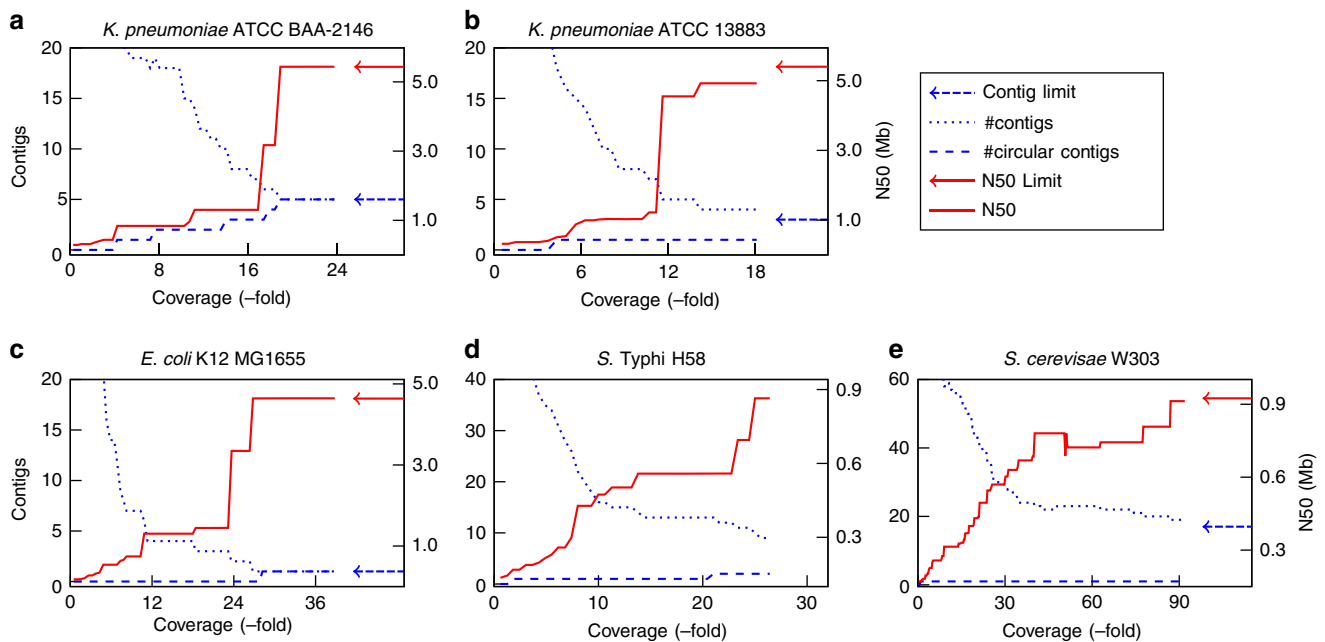 a
K. pneumoniae ATCC BAA-2146
20
15
10
5
0
Contigs
5.0
3.0
1.0
0 8 16 24
Coverage (–fold)
b
K. pneumoniae ATCC 13883
20
15
10
5
0
5.0
3.0
1.0
N50 (Mb)
0 6 12 18
Coverage (–fold)
Contig limit
#contigs
#circular contigs
N50 Limit
N50
c
E. coli K12 MG1655
20
15
10
5
0
Contigs
5.0
3.0
1.0
0 12 24 36
Coverage (–fold)
d
S. Typhi H58
40
30
20
10
0
0.9
0.6
0.3
0 10 20 30
Coverage (–fold)
e
S. cerevisae W303
60
40
20
0
0.9
0.6
0.3
N50 (Mb)
0 30 60 90
Coverage (–fold)